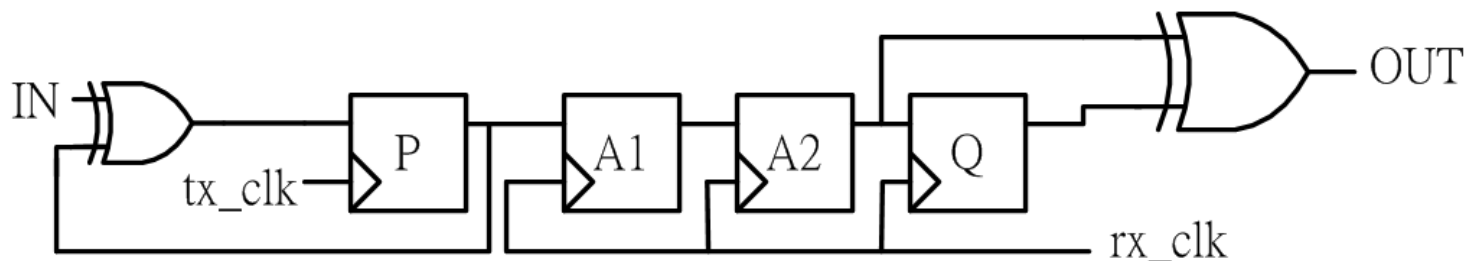 IN
P
A1
A2
Q
OUT
tx_clk
rx_clk